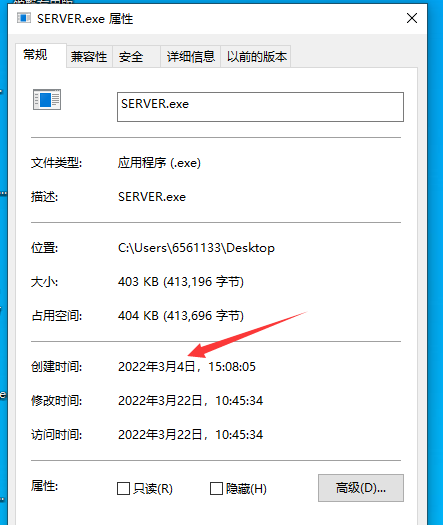 SERVER.exe 属性
常规 兼容性 安全 详细信息 以前的版本
SERVER.exe
文件类型: 应用程序 (.exe)
描述: SERVER.exe
位置: C:\Users\6561133\Desktop
大小: 403 KB (413,196 字节)
占用空间: 404 KB (413,696 字节)
创建时间: 2022年3月4日，15:08:05
修改时间: 2022年3月22日，10:45:34
访问时间: 2022年3月22日，10:45:34
属性: 只读(R) 隐藏(H) 高级(D)...